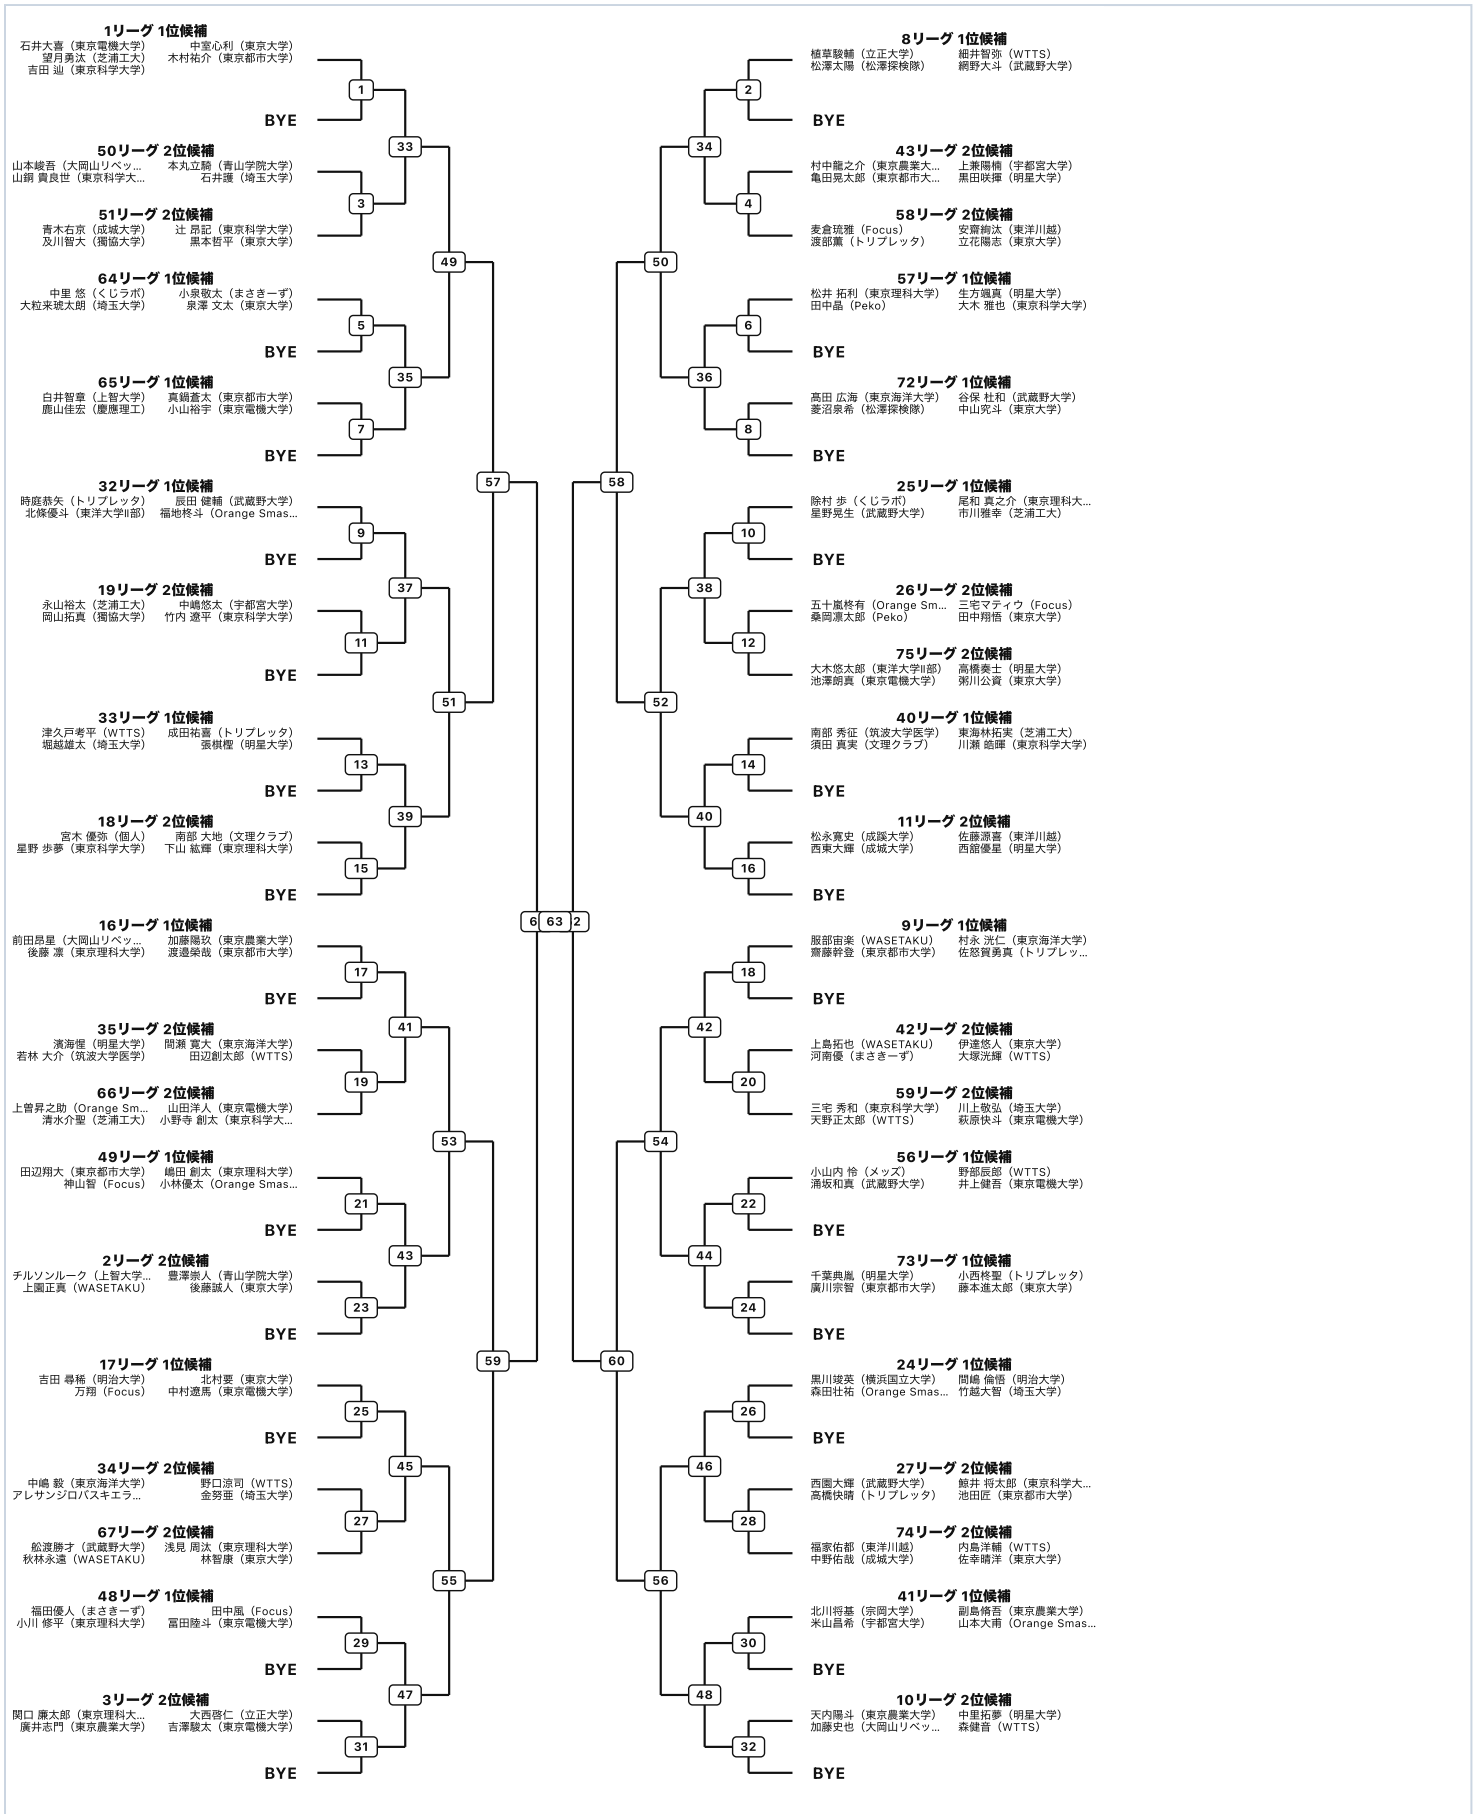 1リーグ 1位候補
石井大喜（東京電機大学） 中室心利（東京大学）
望月勇汰（芝浦工大） 木村祐介（東京都市大学）
吉田 辿（東京科学大学）
1
BYE
33
50リーグ 2位候補
山本峻吾（大岡山リベッ... 本丸立騎（青山学院大学）
山銅 貴良世（東京科学大... 石井護（埼玉大学）
3
51リーグ 2位候補
青木右京（成城大学） 辻 昂記（東京科学大学）
及川智大（獨協大学） 黒本哲平（東京大学）
49
64リーグ 1位候補
中里 悠（くじラボ） 小泉敬太（まさきーず）
大粒来琥太朗（埼玉大学） 泉澤 文太（東京大学）
5
BYE
35
65リーグ 1位候補
白井智章（上智大学） 真鍋蒼太（東京都市大学）
鹿山佳宏（慶應理工） 小山裕宇（東京電機大学）
7
BYE
57
32リーグ 1位候補
時庭恭矢（トリプレッタ） 辰田 健輔（武蔵野大学）
北條優斗（東洋大学II部） 福地柊斗（Orange Smas...
9
BYE
37
19リーグ 2位候補
永山裕太（芝浦工大） 中嶋悠太（宇都宮大学）
岡山拓真（獨協大学） 竹内 遼平（東京科学大学）
11
BYE
51
33リーグ 1位候補
津久戸考平（WTTS） 成田祐喜（トリプレッタ）
堀越雄太（埼玉大学） 張棋樫（明星大学）
13
BYE
39
18リーグ 2位候補
宮木 優弥（個人） 南部 大地（文理クラブ）
星野 歩夢（東京科学大学） 下山 紘輝（東京理科大学）
15
BYE
6 63 2
16リーグ 1位候補
前田昂星（大岡山リベッ... 加藤陽玖（東京農業大学）
後藤 凛（東京理科大学） 渡邉榮哉（東京都市大学）
17
BYE
41
35リーグ 2位候補
濱海惺（明星大学） 間瀬 寛大（東京海洋大学）
若林 大介（筑波大学医学） 田辺創太郎（WTTS）
19
66リーグ 2位候補
上曽昇之助（Orange Sm... 山田洋人（東京電機大学）
清水介聖（芝浦工大） 小野寺 創太（東京科学大...
53
49リーグ 1位候補
田辺翔大（東京都市大学） 嶋田 創太（東京理科大学）
神山智（Focus） 小林優太（Orange Smas...
21
BYE
43
2リーグ 2位候補
チルソンルーク（上智大学... 豊澤崇人（青山学院大学）
上園正真（WASETAKU） 後藤誠人（東京大学）
23
BYE
59
17リーグ 1位候補
吉田 尋稀（明治大学） 北村要（東京大学）
万翔（Focus） 中村遼馬（東京電機大学）
25
BYE
45
34リーグ 2位候補
中嶋 毅（東京海洋大学） 野口涼司（WTTS）
アレサンジロバスキエラ... 金努亜（埼玉大学）
27
67リーグ 2位候補
舩渡勝才（武蔵野大学） 浅見 周汰（東京理科大学）
秋林永遠（WASETAKU） 林智康（東京大学）
55
48リーグ 1位候補
福田優人（まさきーず） 田中風（Focus）
小川 修平（東京理科大学） 冨田陸斗（東京電機大学）
29
BYE
47
3リーグ 2位候補
関口 廉太郎（東京理科大... 大西啓仁（立正大学）
廣井志門（東京農業大学） 吉澤駿太（東京電機大学）
31
BYE
8リーグ 1位候補
植草駿輔（立正大学） 細井智弥（WTTS）
松澤太陽（松澤探検隊） 網野大斗（武蔵野大学）
2
BYE
34
43リーグ 2位候補
村中龍之介（東京農業大... 上兼陽楠（宇都宮大学）
亀田晃太郎（東京都市大... 黒田咲揮（明星大学）
4
58リーグ 2位候補
麦倉琉雅（Focus） 安齋絢汰（東洋川越）
渡部薫（トリプレッタ） 立花陽志（東京大学）
50
57リーグ 1位候補
松井 拓利（東京理科大学） 生方颯真（明星大学）
田中晶（Peko） 大木 雅也（東京科学大学）
6
BYE
36
72リーグ 1位候補
髙田 広海（東京海洋大学） 谷保 杜和（武蔵野大学）
菱沼泉希（松澤探検隊） 中山究斗（東京大学）
8
BYE
58
25リーグ 1位候補
除村 歩（くじラボ） 尾和 真之介（東京理科大...
星野晃生（武蔵野大学） 市川雅幸（芝浦工大）
10
BYE
38
26リーグ 2位候補
五十嵐柊有（Orange Sm... 三宅マティウ（Focus）
桑岡凛太郎（Peko） 田中翔悟（東京大学）
12
75リーグ 2位候補
大木悠太郎（東洋大学II部） 高橋奏士（明星大学）
池澤朗真（東京電機大学） 粥川公資（東京大学）
52
40リーグ 1位候補
南部 秀征（筑波大学医学） 東海林拓実（芝浦工大）
須田 真実（文理クラブ） 川瀬 皓暉（東京科学大学）
14
BYE
40
11リーグ 2位候補
松永寛史（成蹊大学） 佐藤源喜（東洋川越）
西東大輝（成城大学） 西舘優星（明星大学）
16
BYE
9リーグ 1位候補
服部宙楽（WASETAKU） 村永 洸仁（東京海洋大学）
齋藤幹登（東京都市大学） 佐怒賀勇真（トリプレッ...
18
BYE
42
42リーグ 2位候補
上島拓也（WASETAKU） 伊達悠人（東京大学）
河南優（まさきーず） 大塚洸輝（WTTS）
20
59リーグ 2位候補
三宅 秀和（東京科学大学） 川上敬弘（埼玉大学）
天野正太郎（WTTS） 萩原快斗（東京電機大学）
54
56リーグ 1位候補
小山内 怜（メッズ） 野部辰郎（WTTS）
涌坂和真（武蔵野大学） 井上健吾（東京電機大学）
22
BYE
44
73リーグ 1位候補
千葉典胤（明星大学） 小西柊聖（トリプレッタ）
廣川宗智（東京都市大学） 藤本進太郎（東京大学）
24
BYE
60
24リーグ 1位候補
黒川竣英（横浜国立大学） 間嶋 倫悟（明治大学）
森田壮祐（Orange Smas... 竹越大智（埼玉大学）
26
BYE
46
27リーグ 2位候補
西園大輝（武蔵野大学） 鯨井 将太郎（東京科学大...
髙橋快晴（トリプレッタ） 池田匠（東京都市大学）
28
74リーグ 2位候補
福家佑都（東洋川越） 内島洋輔（WTTS）
中野佑哉（成城大学） 佐幸晴洋（東京大学）
56
41リーグ 1位候補
北川将基（宗岡大学） 副島脩吾（東京農業大学）
米山昌希（宇都宮大学） 山本大甫（Orange Smas...
30
BYE
48
10リーグ 2位候補
天内陽斗（東京農業大学） 中里拓夢（明星大学）
加藤史也（大岡山リベッ... 森健音（WTTS）
32
BYE